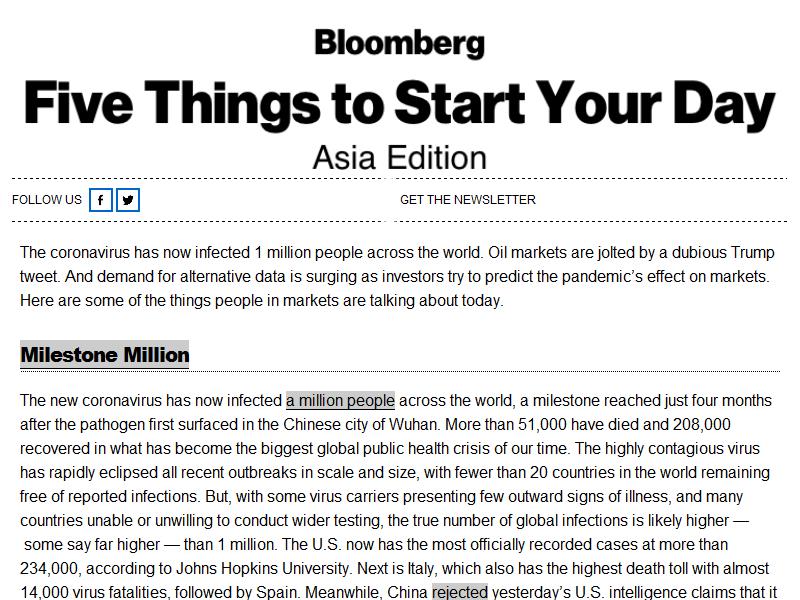 Bloomberg
Five Things to Start Your Day
Asia Edition
FOLLOW US
GET THE NEWSLETTER
The coronavirus has now infected 1 million people across the world. Oil markets are jolted by a dubious Trump
tweet. And demand for alternative data is surging as investors try to predict the pandemic’s effect on markets.
Here are some of the things people in markets are talking about today.
Milestone Million
The new coronavirus has now infected a million people across the world, a milestone reached just four months
after the pathogen first surfaced in the Chinese city of Wuhan. More than 51,000 have died and 208,000
recovered in what has become the biggest global public health crisis of our time. The highly contagious virus
has rapidly eclipsed all recent outbreaks in scale and size, with fewer than 20 countries in the world remaining
free of reported infections. But, with some virus carriers presenting few outward signs of illness, and many
countries unable or unwilling to conduct wider testing, the true number of global infections is likely higher —
some say far higher — than 1 million. The U.S. now has the most officially recorded cases at more than
234,000, according to Johns Hopkins University. Next is Italy, which also has the highest death toll with almost
14,000 virus fatalities, followed by Spain. Meanwhile, China rejected yesterday’s U.S. intelligence claims that it